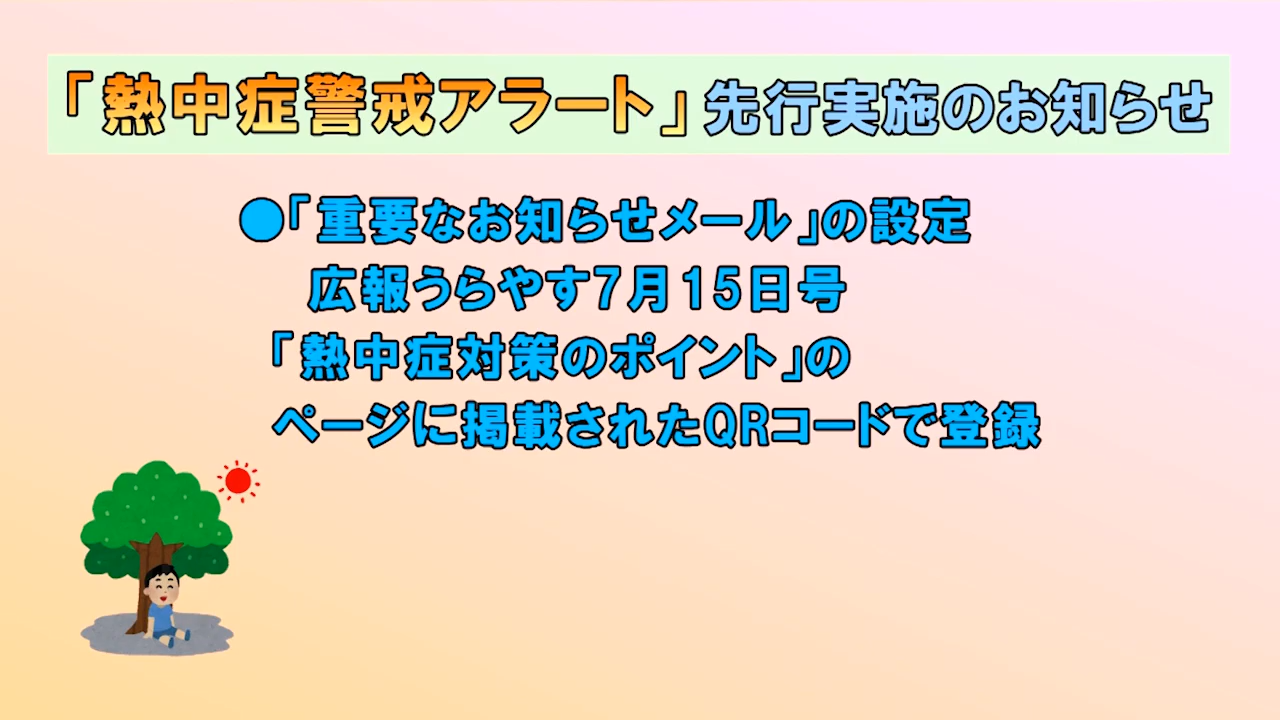 「熱中症警戒アラート」先行実施のお知らせ
●「重要なお知らせメール」の設定
広報うらやす7月15日号
「熱中症対策のポイント」の
ページに掲載されたQRコードで登録